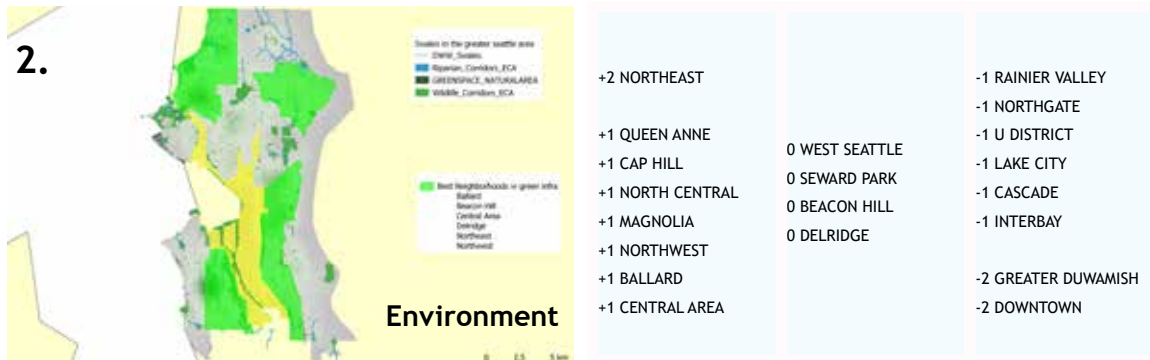 2.
Swales in the greater seattle area
DWW_Swales
Riparian_Corridors_ECA
GREENSPACE_NATURALAREA
Wildlife_Corridors_ECA
Best Neighborhoods w green infra
Ballard
Beacon Hill
Central Area
Delridge
Northeast
Northwest
Environment
0 2.5 5 km
+2 NORTHEAST
+1 QUEEN ANNE
+1 CAP HILL
+1 NORTH CENTRAL
+1 MAGNOLIA
+1 NORTHWEST
+1 BALLARD
+1 CENTRAL AREA
0 WEST SEATTLE
0 SEWARD PARK
0 BEACON HILL
0 DELRIDGE
-1 RAINIER VALLEY
-1 NORTHGATE
-1 U DISTRICT
-1 LAKE CITY
-1 CASCADE
-1 INTERBAY
-2 GREATER DUWAMISH
-2 DOWNTOWN